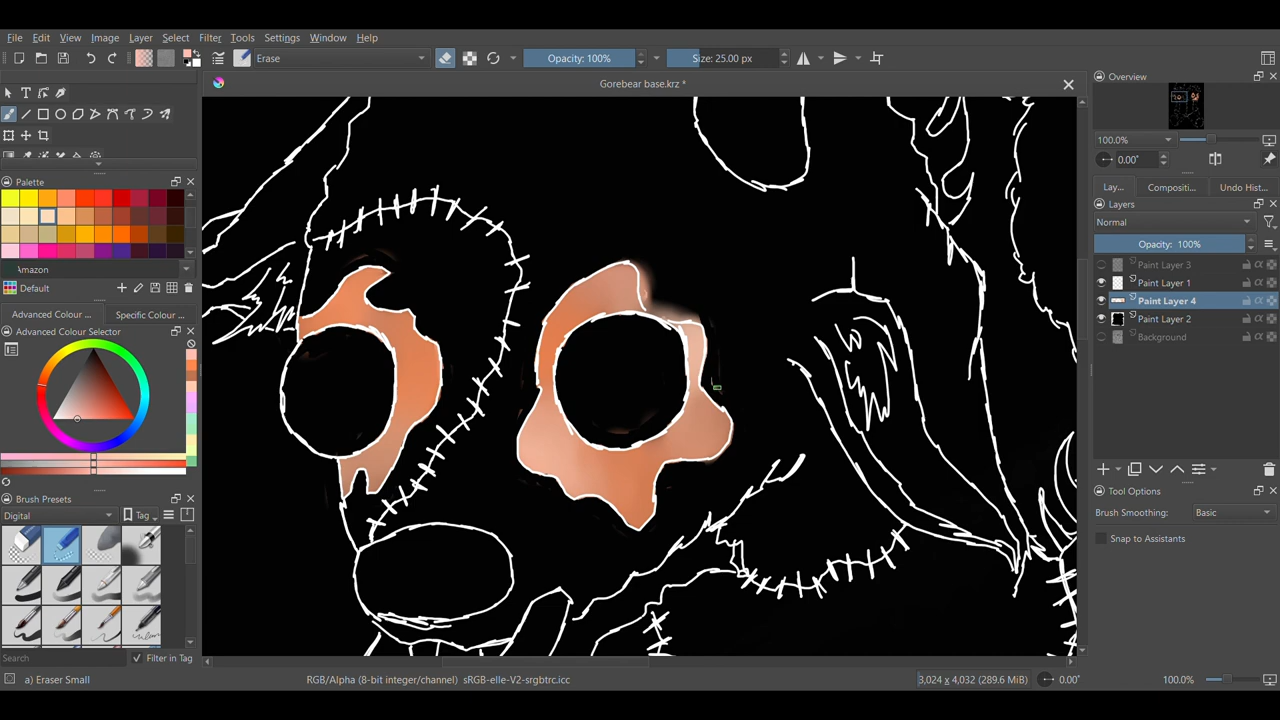 File Edit View Image Layer Select Filter Tools Settings Window Help
Erase Opacity: 100% Size: 25.00 px
Gorebear base.krz *
Overview
100.0%
0.00°
Palette
Amazon
Default
Advanced Colour ... Specific Colour ...
Advanced Colour Selector
Brush Presets
Digital Tag
Search Filter in Tag
Lay... Compositi... Undo Hist...
Layers
Normal
Opacity: 100%
Paint Layer 3
Paint Layer 1
Paint Layer 4
Paint Layer 2
Background
Tool Options
Brush Smoothing: Basic
Snap to Assistants
a) Eraser Small RGB/Alpha (8-bit integer/channel) sRGB-elle-V2-srgbtrc.icc 3,024 x 4,032 (289.6 MiB) 0.00° 100.0%